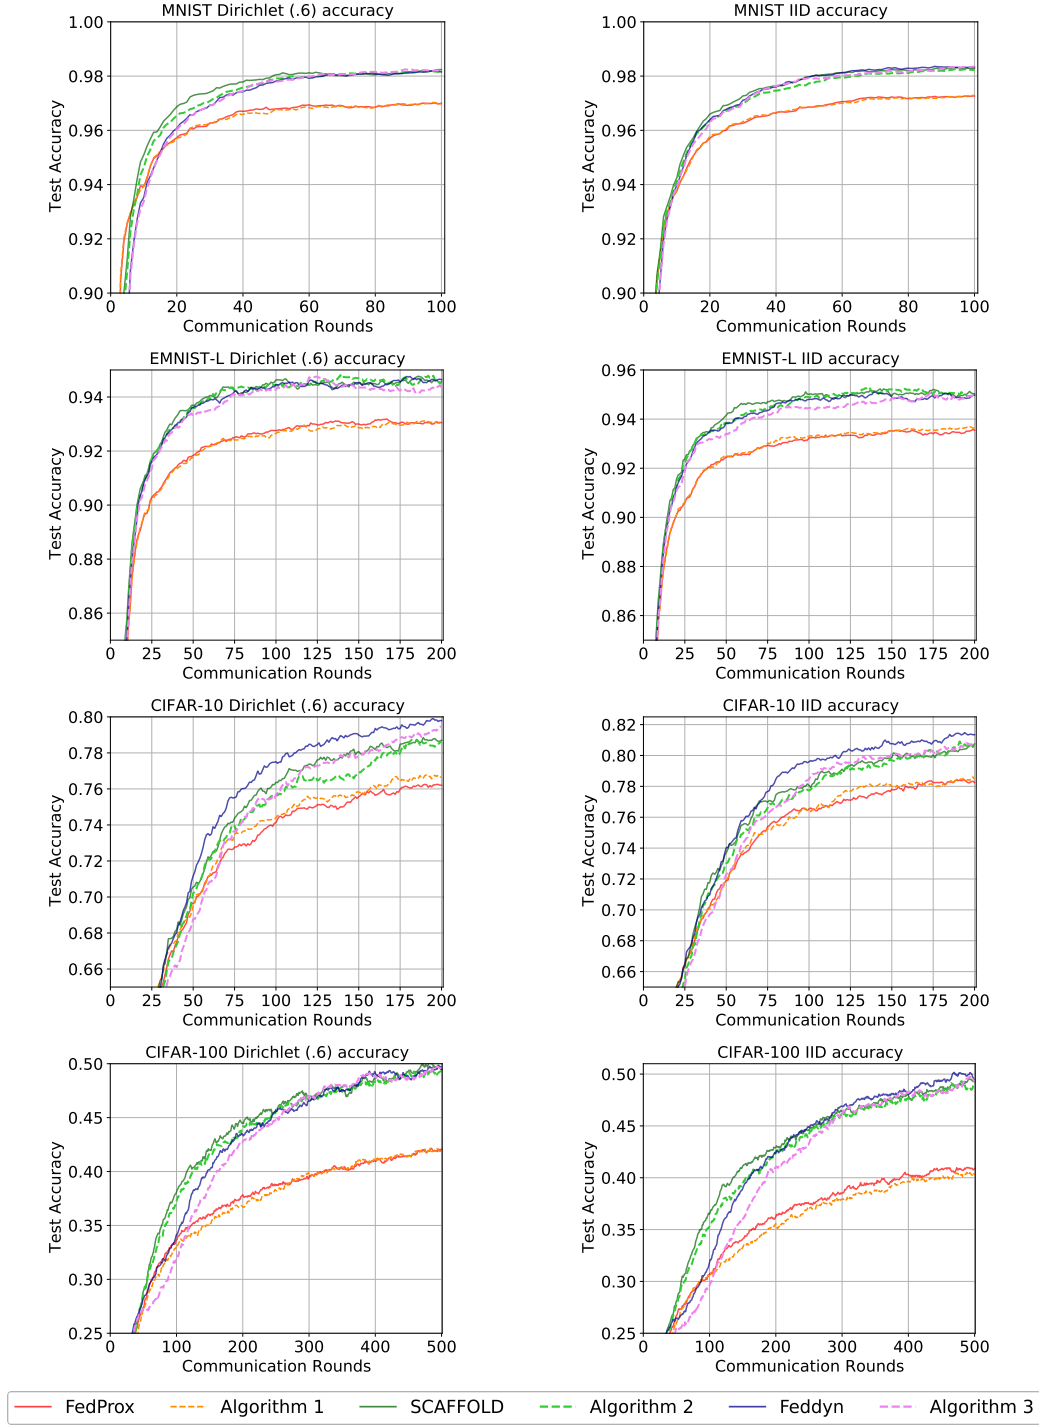 MNIST Dirichlet (.6) accuracy
1.00
0.98
0.96
0.94
0.92
0.90
Test Accuracy
0 20 40 60 80 100
Communication Rounds
MNIST IID accuracy
1.00
0.98
0.96
0.94
0.92
0.90
Test Accuracy
0 20 40 60 80 100
Communication Rounds
EMNIST-L Dirichlet (.6) accuracy
0.94
0.92
0.90
0.88
0.86
Test Accuracy
0 25 50 75 100 125 150 175 200
Communication Rounds
EMNIST-L IID accuracy
0.96
0.94
0.92
0.90
0.88
0.86
Test Accuracy
0 25 50 75 100 125 150 175 200
Communication Rounds
CIFAR-10 Dirichlet (.6) accuracy
0.80
0.78
0.76
0.74
0.72
0.70
0.68
0.66
Test Accuracy
0 25 50 75 100 125 150 175 200
Communication Rounds
CIFAR-10 IID accuracy
0.82
0.80
0.78
0.76
0.74
0.72
0.70
0.68
0.66
Test Accuracy
0 25 50 75 100 125 150 175 200
Communication Rounds
CIFAR-100 Dirichlet (.6) accuracy
0.50
0.45
0.40
0.35
0.30
0.25
Test Accuracy
0 100 200 300 400 500
Communication Rounds
CIFAR-100 IID accuracy
0.50
0.45
0.40
0.35
0.30
0.25
Test Accuracy
0 100 200 300 400 500
Communication Rounds
FedProx Algorithm 1 SCAFFOLD Algorithm 2 Feddyn Algorithm 3